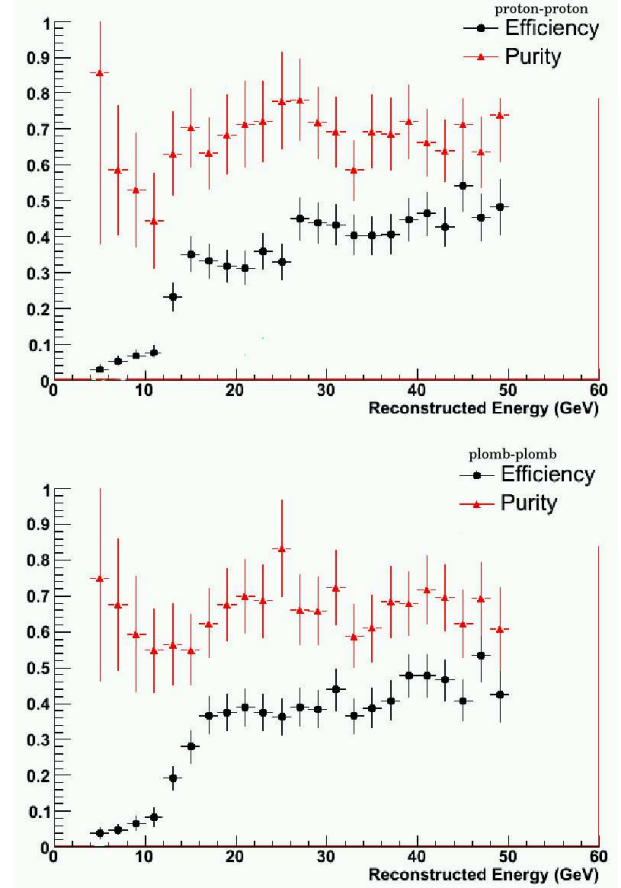 proton-proton
Efficiency
Purity
1
0.9
0.8
0.7
0.6
0.5
0.4
0.3
0.2
0.1
0
0 10 20 30 40 50 60
Reconstructed Energy (GeV)
plomb-plomb
Efficiency
Purity
1
0.9
0.8
0.7
0.6
0.5
0.4
0.3
0.2
0.1
0
0 10 20 30 40 50 60
Reconstructed Energy (GeV)